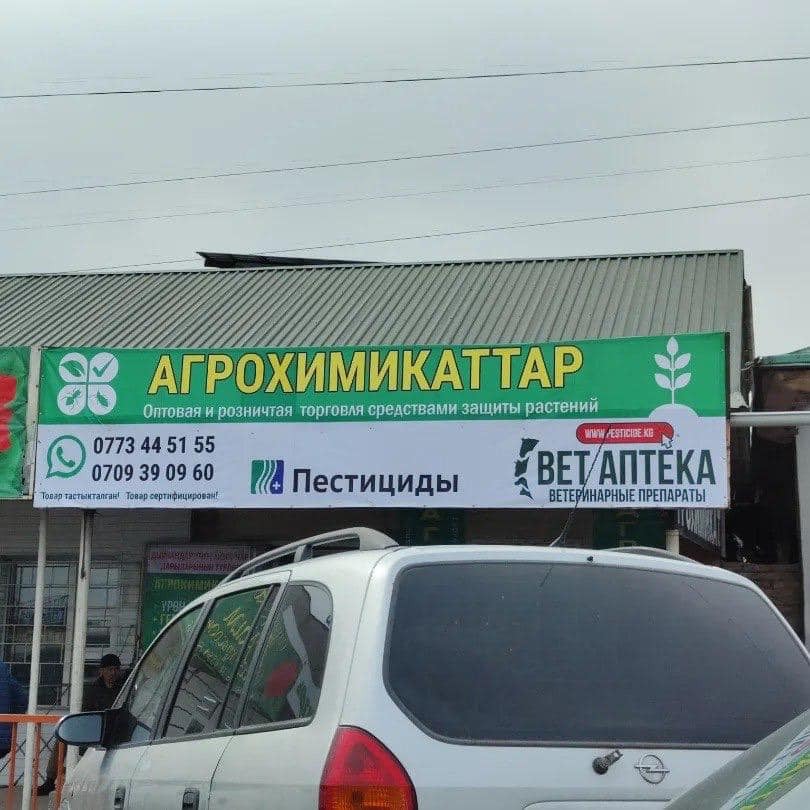 АГРОХИМИКАТТАР
Оптовая и розничтая торговля средствами защиты растений
0773 44 51 55
0709 39 09 60
Товар тастыкталган! Товар сертифицирован!
Пестициды
WWW.PESTICIDE.KG
ВЕТ АПТЕКА
ВЕТЕРИНАРНЫЕ ПРЕПАРАТЫ
АГРОХИМИК